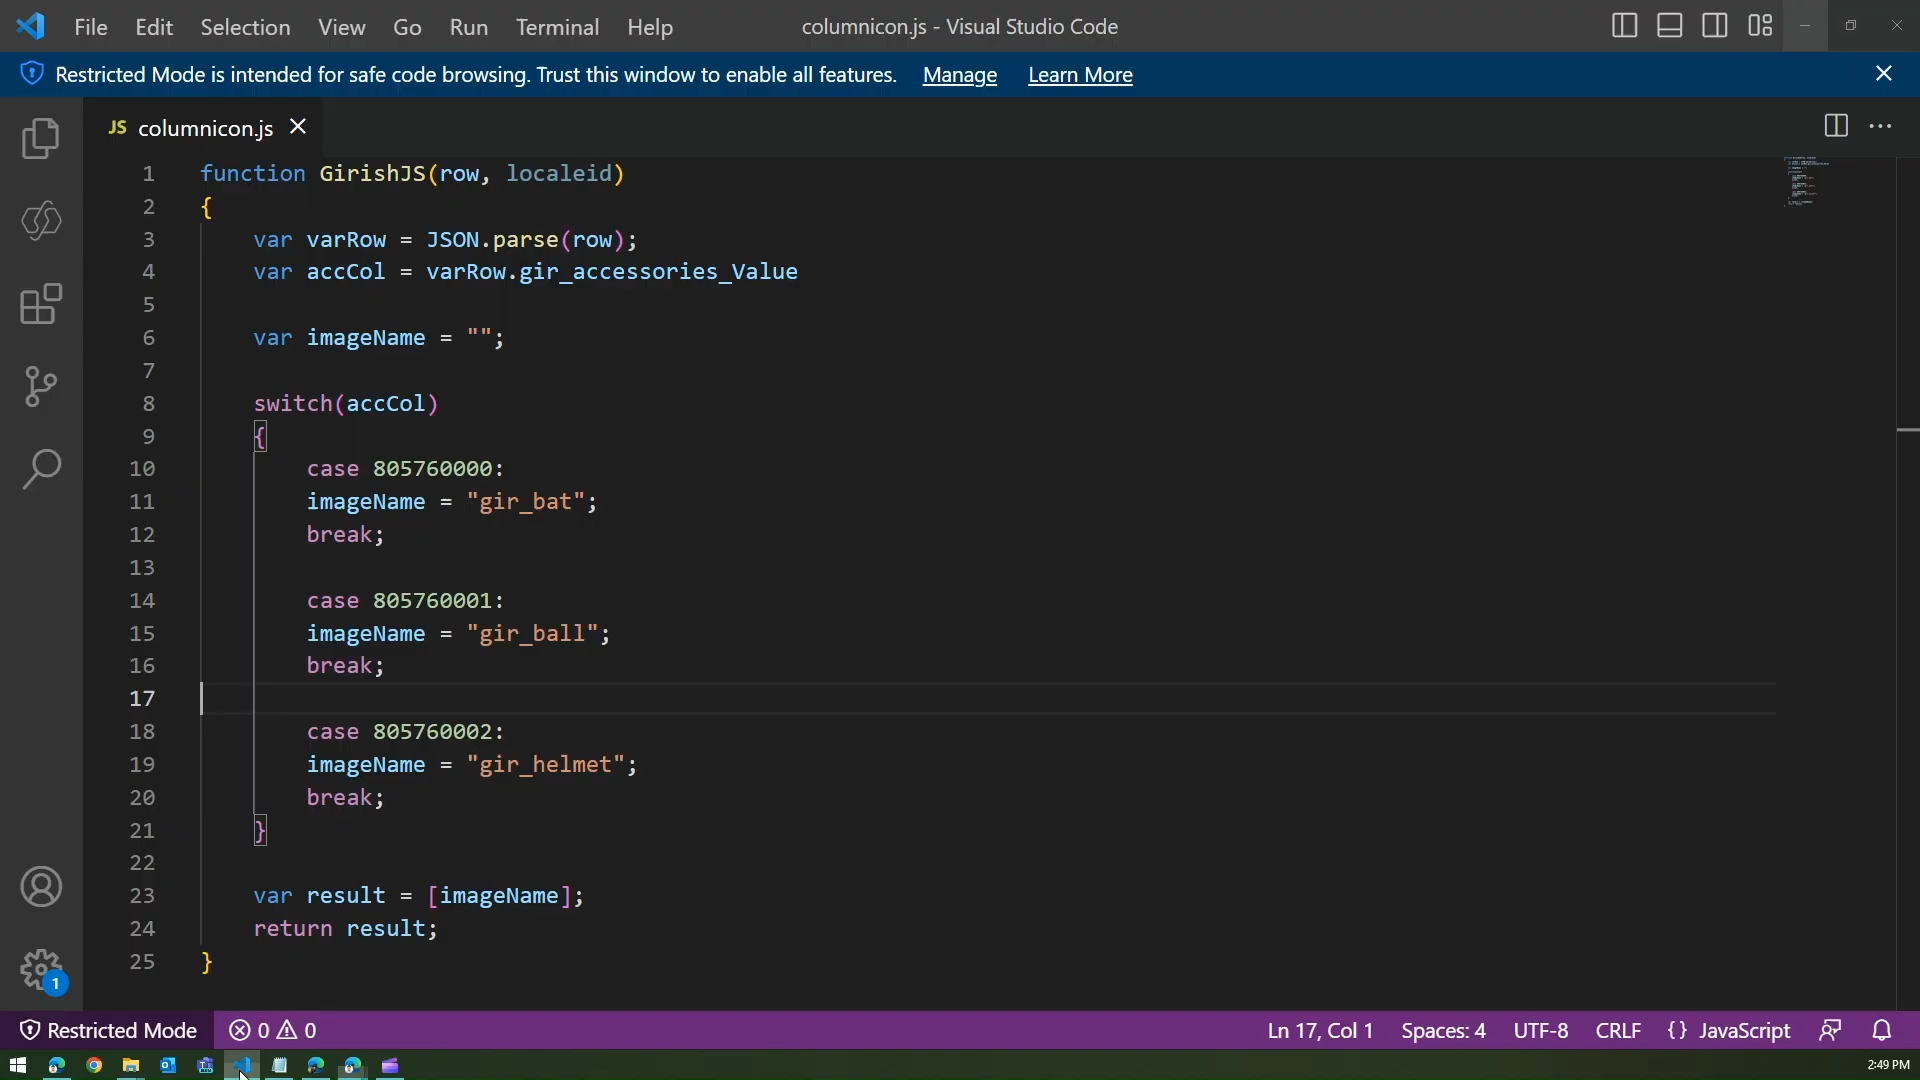 File Edit Selection View Go Run Terminal Help columnicon.js - Visual Studio Code
Restricted Mode is intended for safe code browsing. Trust this window to enable all features. Manage Learn More
JS columnicon.js
1 function GirishJS(row, localeid)
2 {
3 var varRow = JSON.parse(row);
4 var accCol = varRow.gir_accessories_Value
5
6 var imageName = "";
7
8 switch(accCol)
9 {
10 case 805760000:
11 imageName = "gir_bat";
12 break;
13
14 case 805760001:
15 imageName = "gir_ball";
16 break;
17
18 case 805760002:
19 imageName = "gir_helmet";
20 break;
21 }
22
23 var result = [imageName];
24 return result;
25 }
1
Restricted Mode 0 0 Ln 17, Col 1 Spaces: 4 UTF-8 CRLF {} JavaScript
2:49 PM